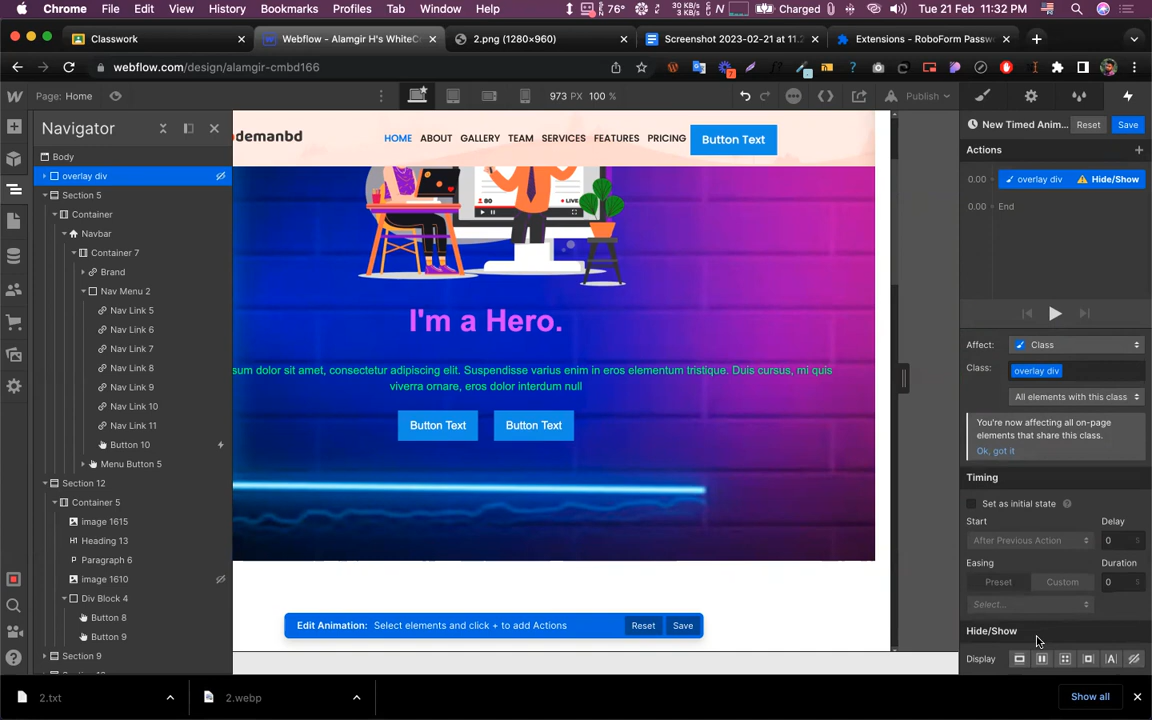 Chrome File Edit View History Bookmarks Profiles Tab Window Help 76° 30 KB/s 3 KB/s N Charged Tue 21 Feb 11:32 PM
Classwork Webflow - Alamgir H's WhiteC 2.png (1280×960) Screenshot 2023-02-21 at 11.2 Extensions - RoboForm Passw
webflow.com/design/alamgir-cmbd166 7
Page: Home 973 PX 100 % Publish
Navigator
New Timed Anim... Reset Save
demanbd HOME ABOUT GALLERY TEAM SERVICES FEATURES PRICING Button Text
Actions
Body
overlay div
0.00 overlay div Hide/Show
Section 5
0.00 End
Container
Navbar
Container 7
Brand
Nav Menu 2
Nav Link 5
Nav Link 6
Nav Link 7
Nav Link 8
Nav Link 9
Nav Link 10
Nav Link 11
Button 10
Menu Button 5
Section 12
Container 5
image 1615
Heading 13
Paragraph 6
image 1610
Div Block 4
Button 8
Button 9
Section 9
80 LIVE
I'm a Hero.
sum dolor sit amet, consectetur adipiscing elit. Suspendisse varius enim in eros elementum tristique. Duis cursus, mi quis
viverra ornare, eros dolor interdum null
Button Text Button Text
Edit Animation: Select elements and click + to add Actions Reset Save
Affect: Class
Class: overlay div
All elements with this class
You're now affecting all on-page
elements that share this class.
Ok, got it
Timing
Set as initial state ?
Start Delay
After Previous Action 0 S
Easing Duration
Preset Custom 0 S
Select...
Hide/Show
Display
2.txt 2.webp Show all